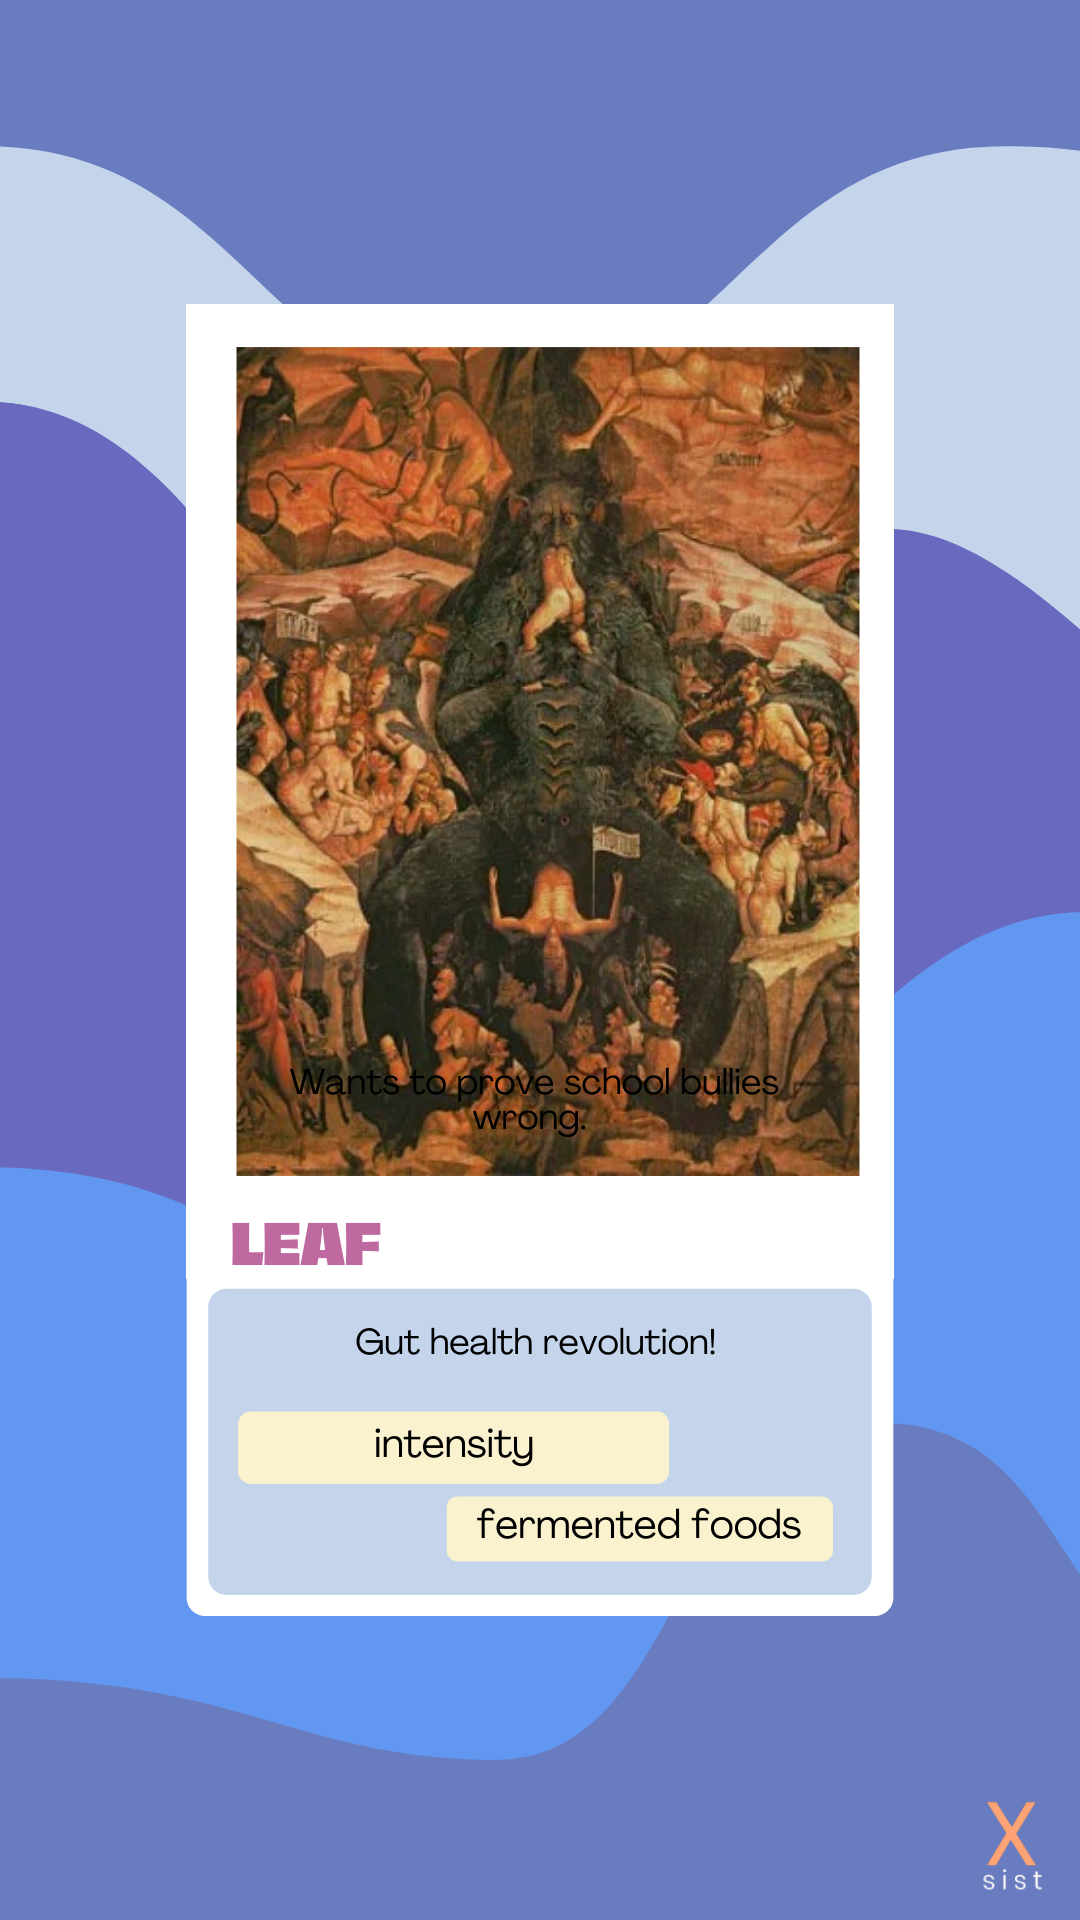 Wants to prove school bullies
wrong.
LEAF
Gut health revolution!
intensity
fermented foods
X
sist